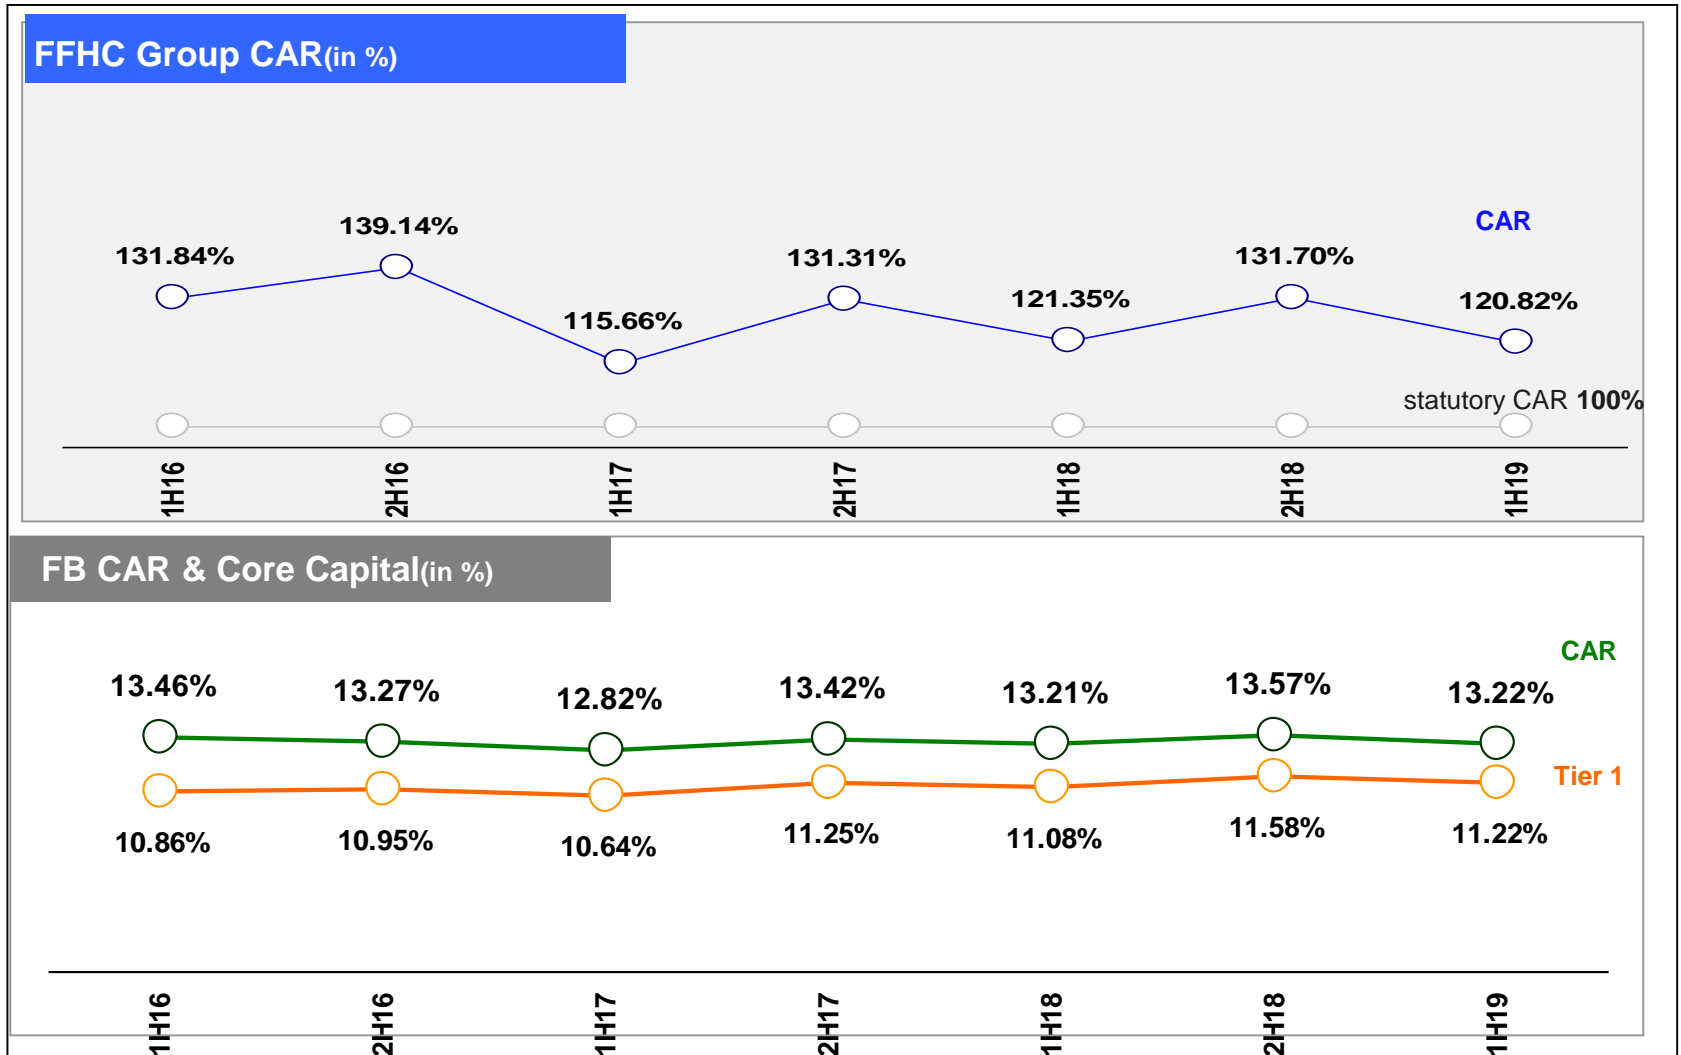 FFHC Group CAR(in %)
CAR
131.84% 139.14% 115.66% 131.31% 121.35% 131.70% 120.82%
statutory CAR 100%
1H16 2H16 1H17 2H17 1H18 2H18 1H19
FB CAR & Core Capital(in %)
CAR
13.46% 13.27% 12.82% 13.42% 13.21% 13.57% 13.22%
Tier 1
10.86% 10.95% 10.64% 11.25% 11.08% 11.58% 11.22%
1H16 2H16 1H17 2H17 1H18 2H18 1H19